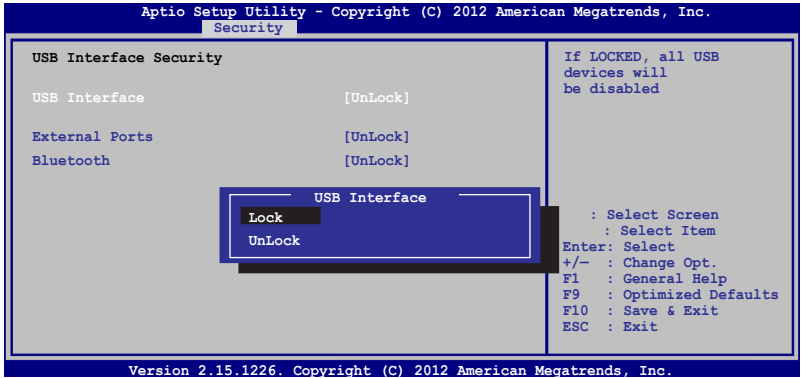 Aptio Setup Utility - Copyright (C) 2012 American Megatrends, Inc.
Security
USB Interface Security
USB Interface [UnLock]
External Ports [UnLock]
Bluetooth [UnLock]
USB Interface
Lock
UnLock
If LOCKED, all USB
devices will
be disabled
: Select Screen
: Select Item
Enter: Select
+/— : Change Opt.
F1 : General Help
F9 : Optimized Defaults
F10 : Save & Exit
ESC : Exit
Version 2.15.1226. Copyright (C) 2012 American Megatrends, Inc.